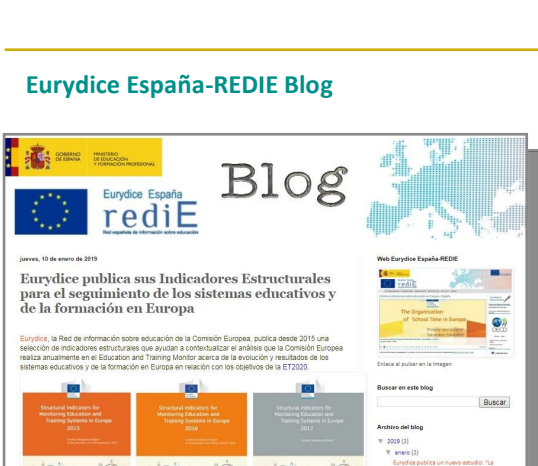 Eurydice España-REDIE Blog
GOBIERNO
DE ESPAÑA
MINISTERIO
DE EDUCACIÓN
Y FORMACIÓN PROFESIONAL
Blog
Eurydice España
rediE
Red española de información sobre educación
jueves, 10 de enero de 2019
Eurydice publica sus Indicadores Estructurales
para el seguimiento de los sistemas educativos y
de la formación en Europa
Eurydice, la Red de información sobre educación de la Comisión Europea, publica desde 2015 una
selección de indicadores estructurales que ayudan a contextualizar el análisis que la Comisión Europea
realiza anualmente en el Education and Training Monitor acerca de la evolución y resultados de los
sistemas educativos y de la formación en Europa en relación con los objetivos de la ET2020.
Structural Indicators for
Monitoring Education and
Training Systems in Europe
2015
Structural Indicators for
Monitoring Education and
Training Systems in Europe
2016
Structural Indicators for
Monitoring Education and
Training Systems in Europe
2017
Web Eurydice España-REDIE
rediE
The Organisation
of School Time in Europe
OECD
Enlace al pulsar en la imagen
Buscar en este blog
Buscar
Archivo del blog
▼ 2019 (2)
▼ enero (2)
Eurydice publica un nuevo estudio: "La